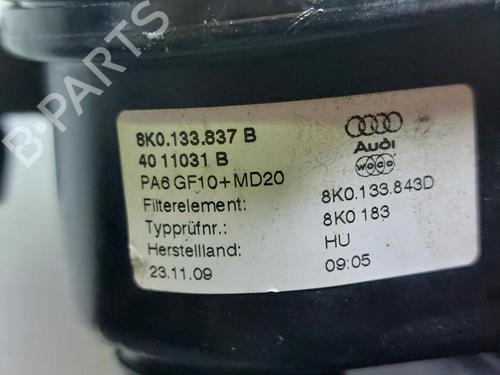 B-PARTS
8K0.133.837 B
40 11031 B
PA6 GF10+MD20
Filterelement: 8K0.133.843D
Typprüfnr.: 8K0 183
Herstellland: HU
23.11.09 09:05
Audi
woco